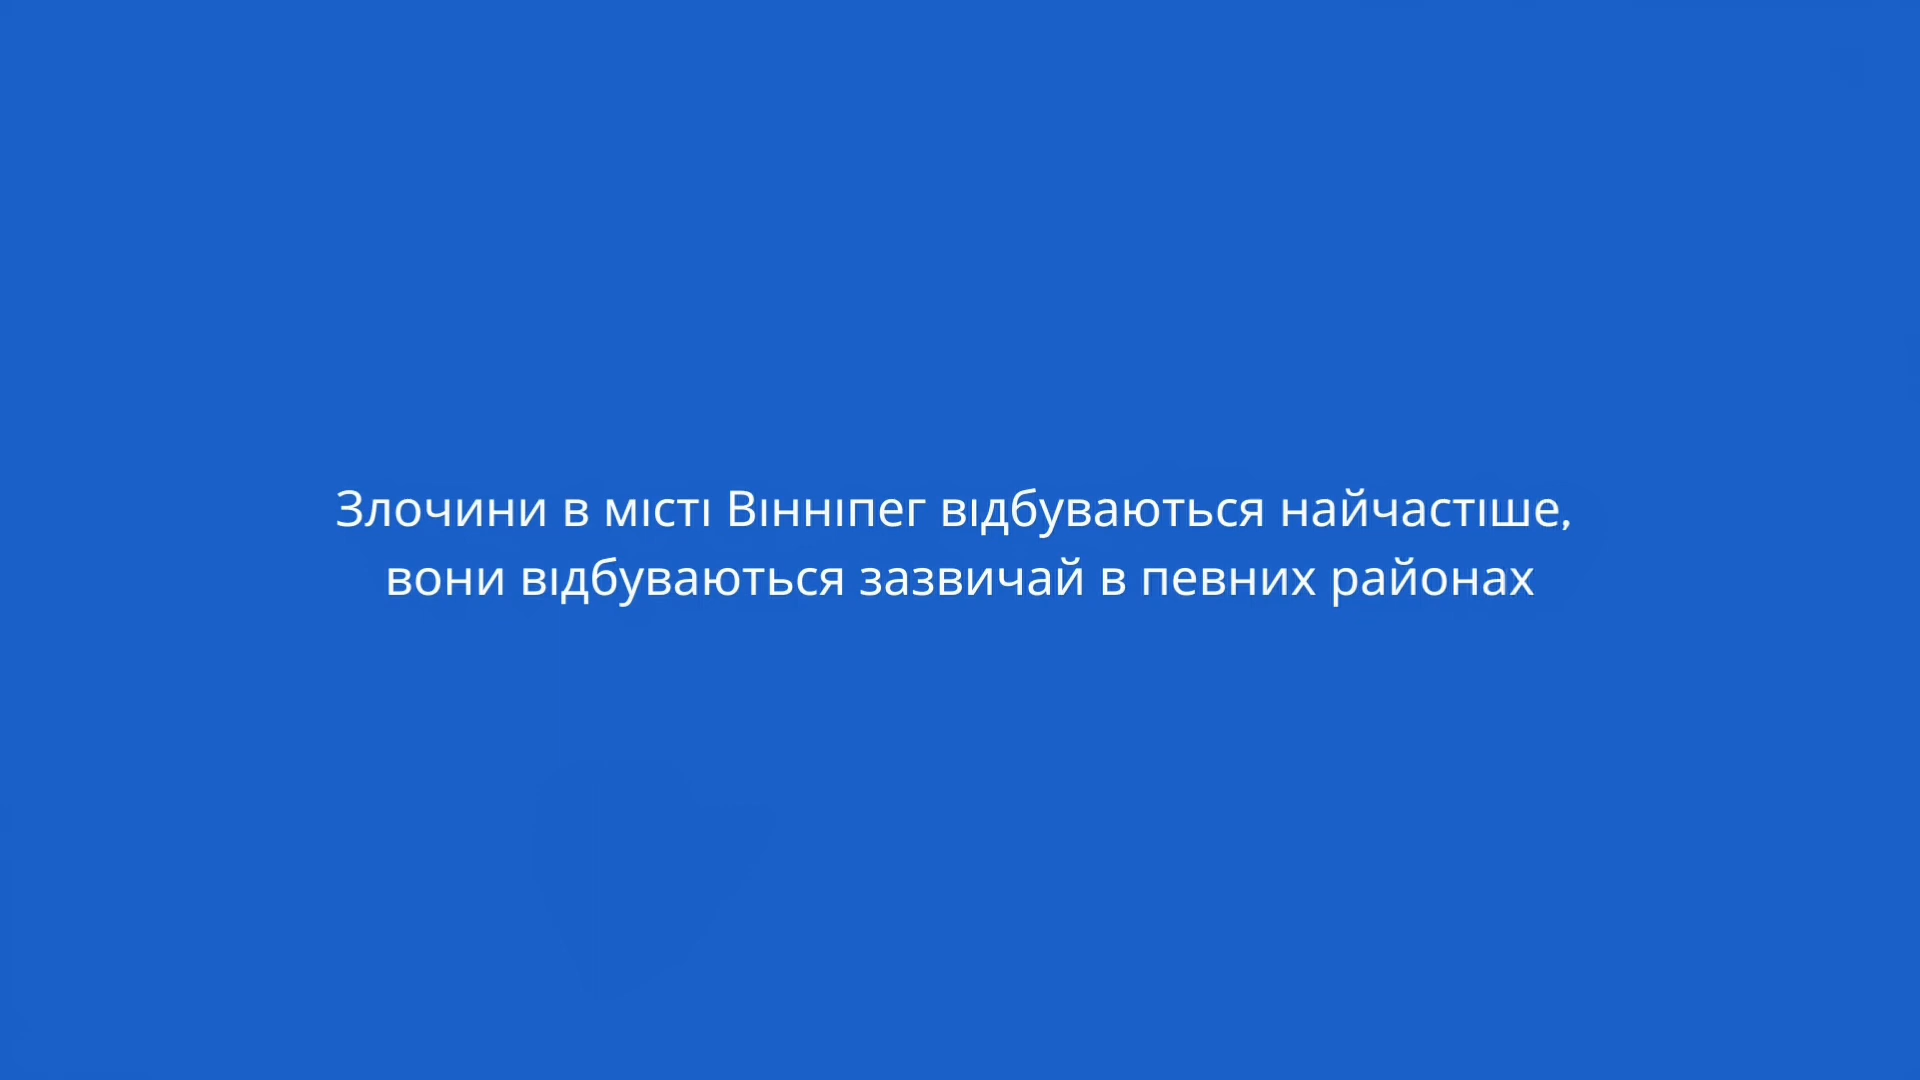 Злочини в місті Вінніпег відбуваються найчастіше,
вони відбуваються зазвичай в певних районах